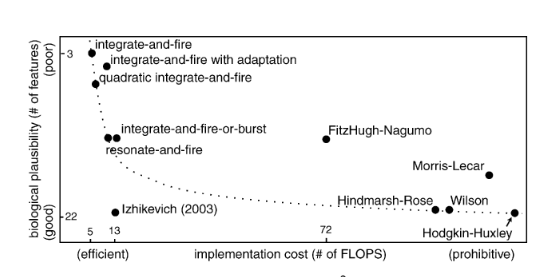 integrate-and-fire
3
integrate-and-fire with adaptation
quadratic integrate-and-fire
integrate-and-fire-or-burst
FitzHugh-Nagumo
resonate-and-fire
Morris-Lecar
Hindmarsh-Rose
Wilson
Izhikevich (2003)
22
Hodgkin-Huxley
5
13
72
(efficient)
implementation cost (# of FLOPS)
(prohibitive)
biological plausibility (# of features)
(good)
(poor)